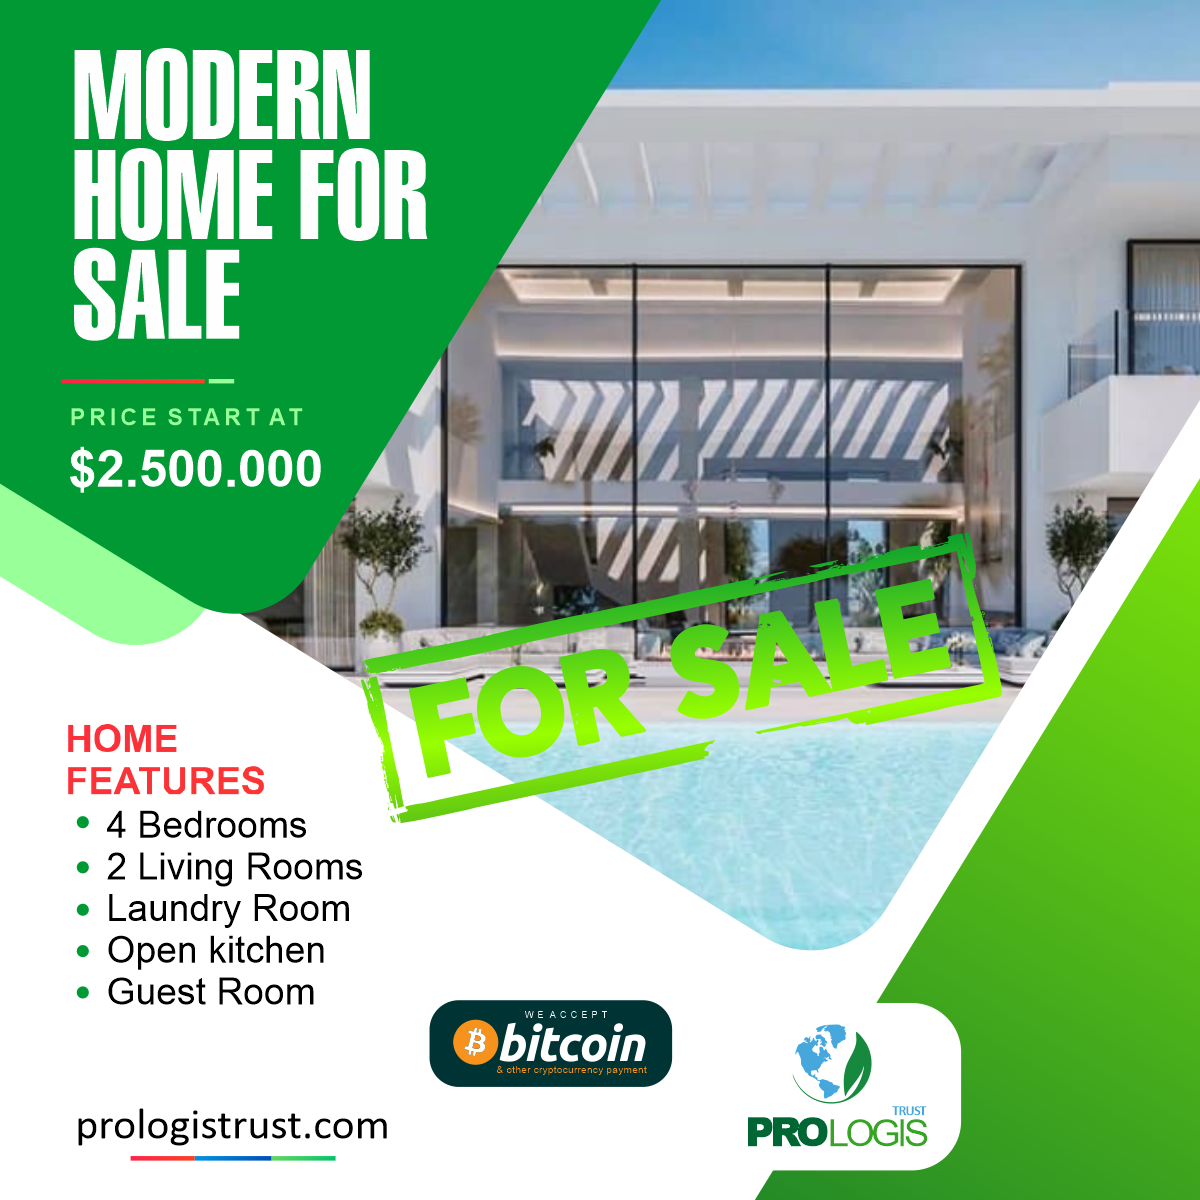 MODERN
HOME FOR
SALE
PRICE START AT
$2.500.000
FOR SALE
HOME
FEATURES
4 Bedrooms
2 Living Rooms
Laundry Room
Open kitchen
Guest Room
WE ACCEPT
bitcoin
& other cryptocurrency payment
prologistrust.com
TRUST
PROLOGIS